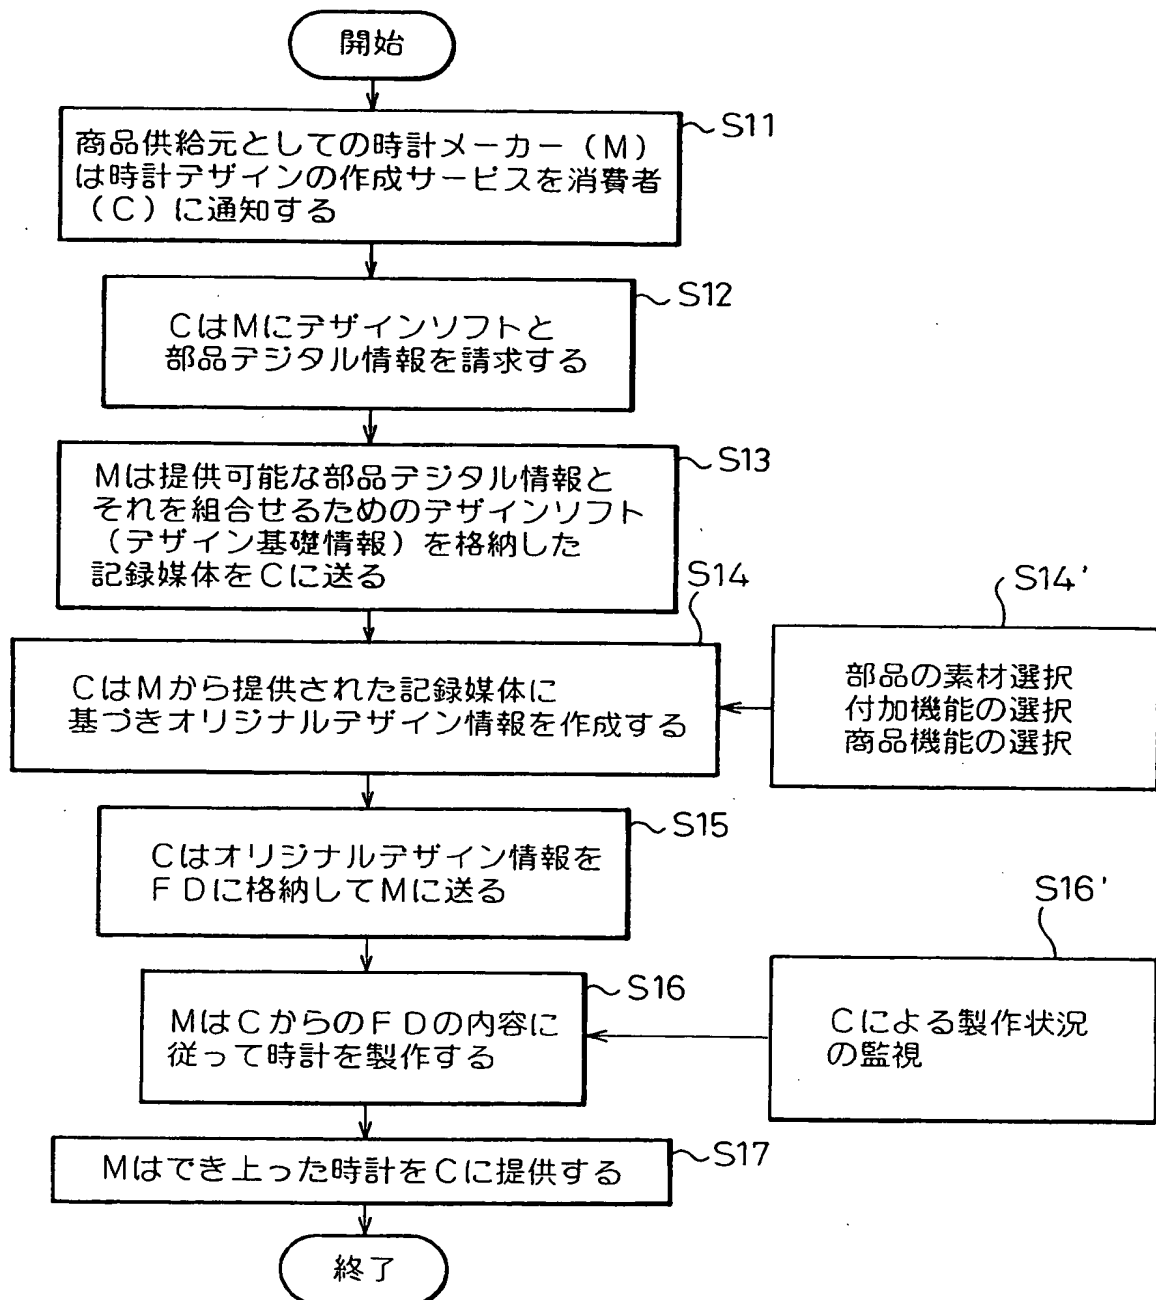 開始
S11
商品供給元としての時計メーカー（M）
は時計デザインの作成サービスを消費者
（C）に通知する
S12
CはMにデザインソフトと
部品デジタル情報を請求する
S13
Mは提供可能な部品デジタル情報と
それを組合せるためのデザインソフト
（デザイン基礎情報）を格納した
記録媒体をCに送る
S14
CはMから提供された記録媒体に
基づきオリジナルデザイン情報を作成する
S14'
部品の素材選択
付加機能の選択
商品機能の選択
S15
Cはオリジナルデザイン情報を
FDに格納してMに送る
S16
MはCからのFDの内容に
従って時計を製作する
S16'
Cによる製作状況
の監視
S17
Mはでき上った時計をCに提供する
終了